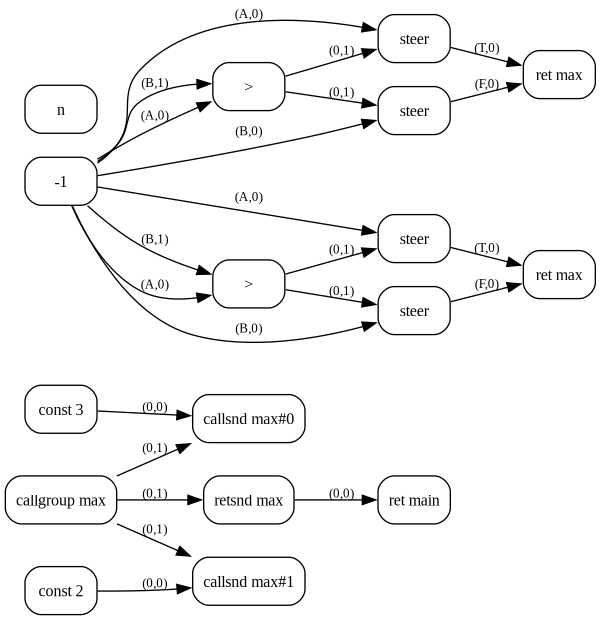 (A,0)
steer
(T,0)
(0,1)
(B,1)
>
ret max
n
(A,0)
(0,1)
(F,0)
steer
(B,0)
-1
(A,0)
steer
(B,1)
(0,1)
(T,0)
>
ret max
(A,0)
(0,1)
(F,0)
steer
(B,0)
const 3
(0,0)
callsnd max#0
(0,1)
callgroup max
(0,1)
retsnd max
(0,0)
ret main
(0,1)
const 2
(0,0)
callsnd max#1